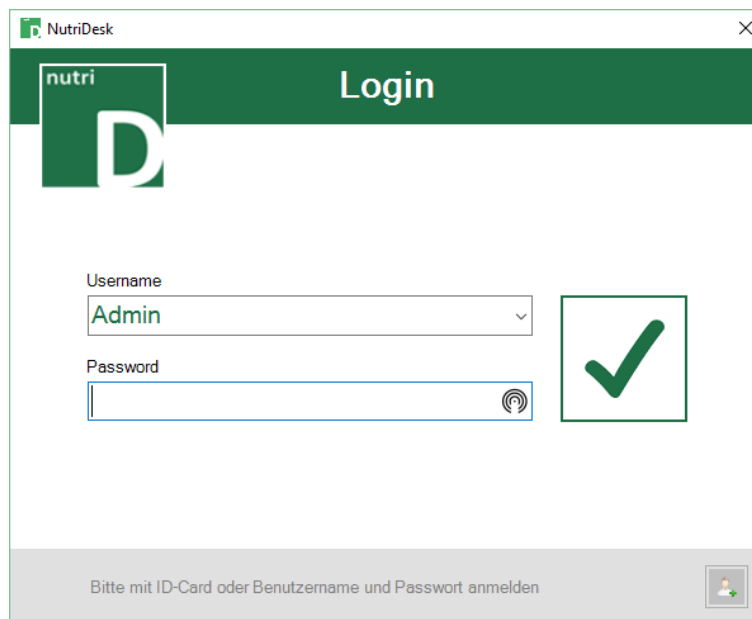 NutriDesk
nutri
D
Login
Username
Admin
Password
Bitte mit ID-Card oder Benutzername und Passwort anmelden